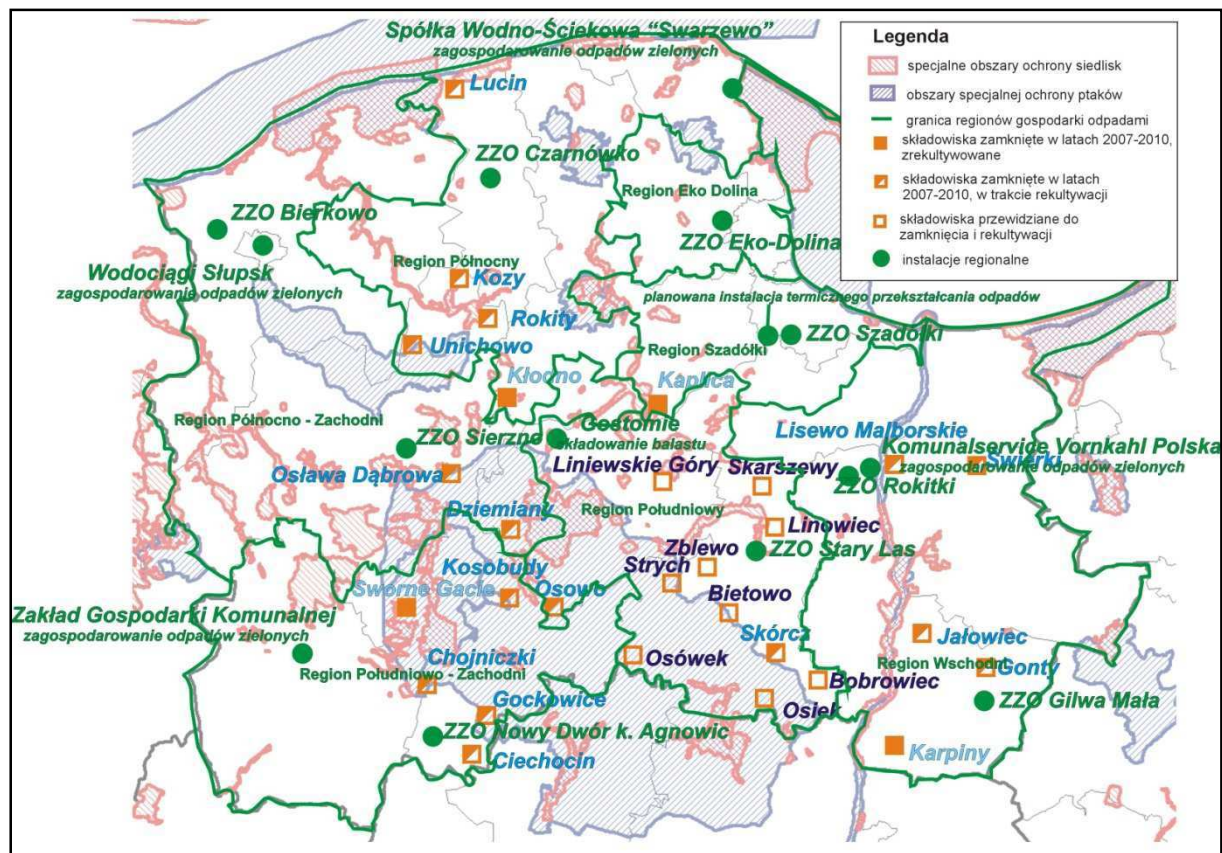 Spółka Wodno-Ściekowa “Swarzewo”
zagospodarowanie odpadów zielonych
Legenda
specjalne obszary ochrony siedlisk
obszary specjalnej ochrony ptaków
granica regionów gospodarki odpadami
składowiska zamknięte w latach 2007-2010,
zrekultywowane
składowiska zamknięte w latach
2007-2010, w trakcie rekultywacji
składowiska przewidziane do
zamknięcia i rekultywacji
instalacje regionalne
Lucin
ZZO Czarnówko
Region Eko Dolina
ZZO Bierkowo
ZZO Eko-Dolina
Wodociągi Słupsk
zagospodarowanie odpadów zielonych
Region Północny
Kozy
planowana instalacja termicznego przekształcania odpadów
Rokity
ZZO Szadółki
Unichowo
Region Szadółki
Kłocno
Kaplica
Region Północno - Zachodni
Gostomie
składowanie balastu
ZZO Sierzno
Lisewo Malborskie
Komunalservice Vornkahl Polska
zagospodarowanie odpadów zielonych
Świerki
Osława Dąbrowa
Liniewskie Góry
Skarszewy
ZZO Rokitki
Dziemiany
Region Południowy
Linowiec
Zblewo
ZZO Stary Las
Strych
Kosobudy
Swórne Gacie
Osowo
Bietowo
Zakład Gospodarki Komunalnej
zagospodarowanie odpadów zielonych
Jałowiec
Skórcz
Osówek
Region Wschodni
Gonty
Chojniczki
Region Południowo - Zachodni
Bobrowiec
ZZO Gilwa Mała
Osiek
Gockowice
ZZO Nowy Dwór k. Agnowic
Karpiny
Ciechocin